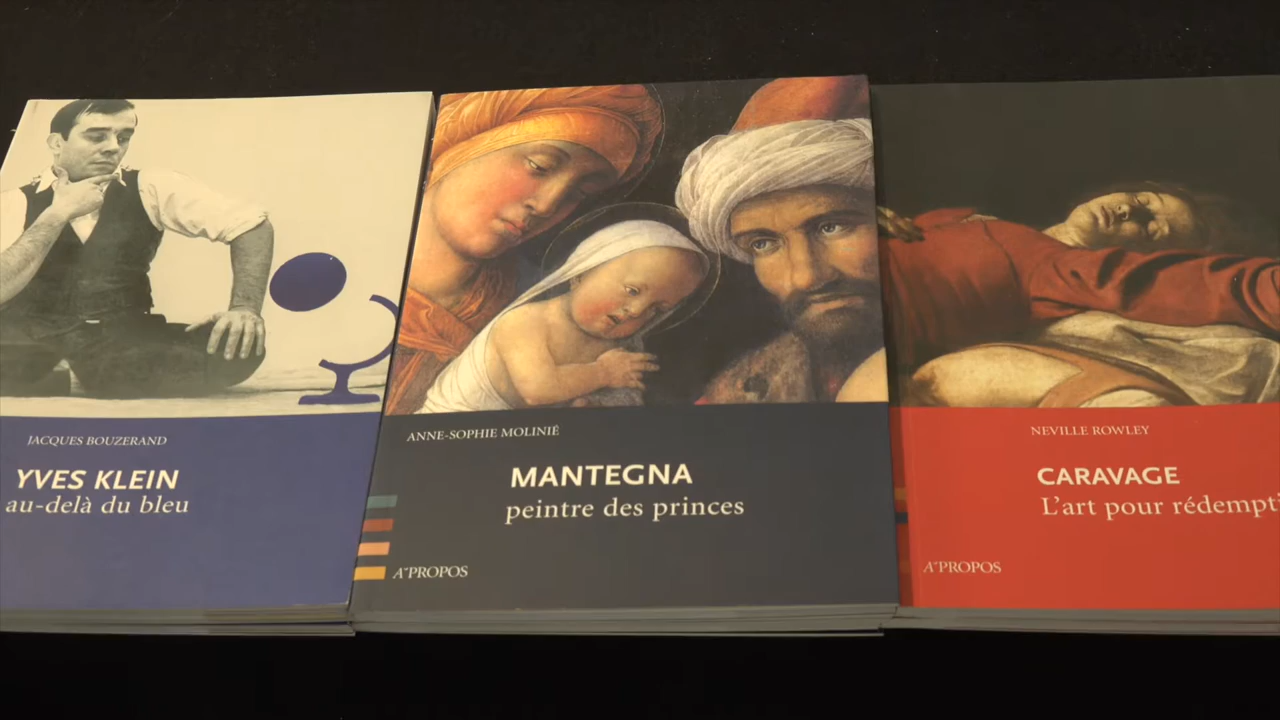 JACQUES BOUZERAND
YVES KLEIN
au-delà du bleu
ANNE-SOPHIE MOLINIÉ
MANTEGNA
peintre des princes
A PROPOS
NEVILLE ROWLEY
CARAVAGE
L'art pour
A PROPOS